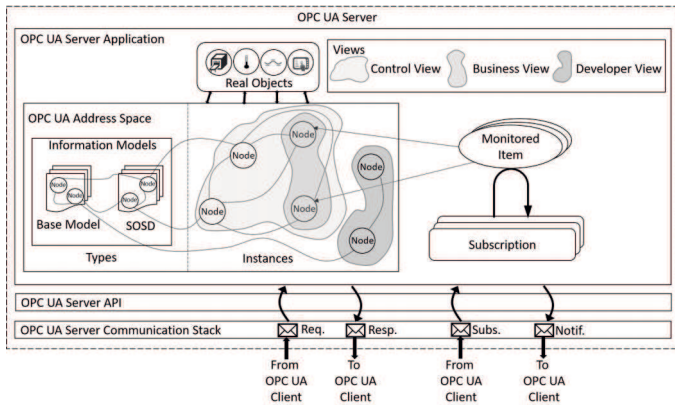 OPC UA Server
OPC UA Server Application
Views
Control View
Business View
Developer View
Real Objects
OPC UA Address Space
Information Models
Node
Node
Base Model
Node
Node
SOSD
Types
Node
Node
Node
Node
Node
Node
Instances
Monitored
Item
Subscription
OPC UA Server API
OPC UA Server Communication Stack
Req.
Resp.
Subs.
Notif.
From
OPC UA
Client
To
OPC UA
Client
From
OPC UA
Client
To
OPC UA
Client